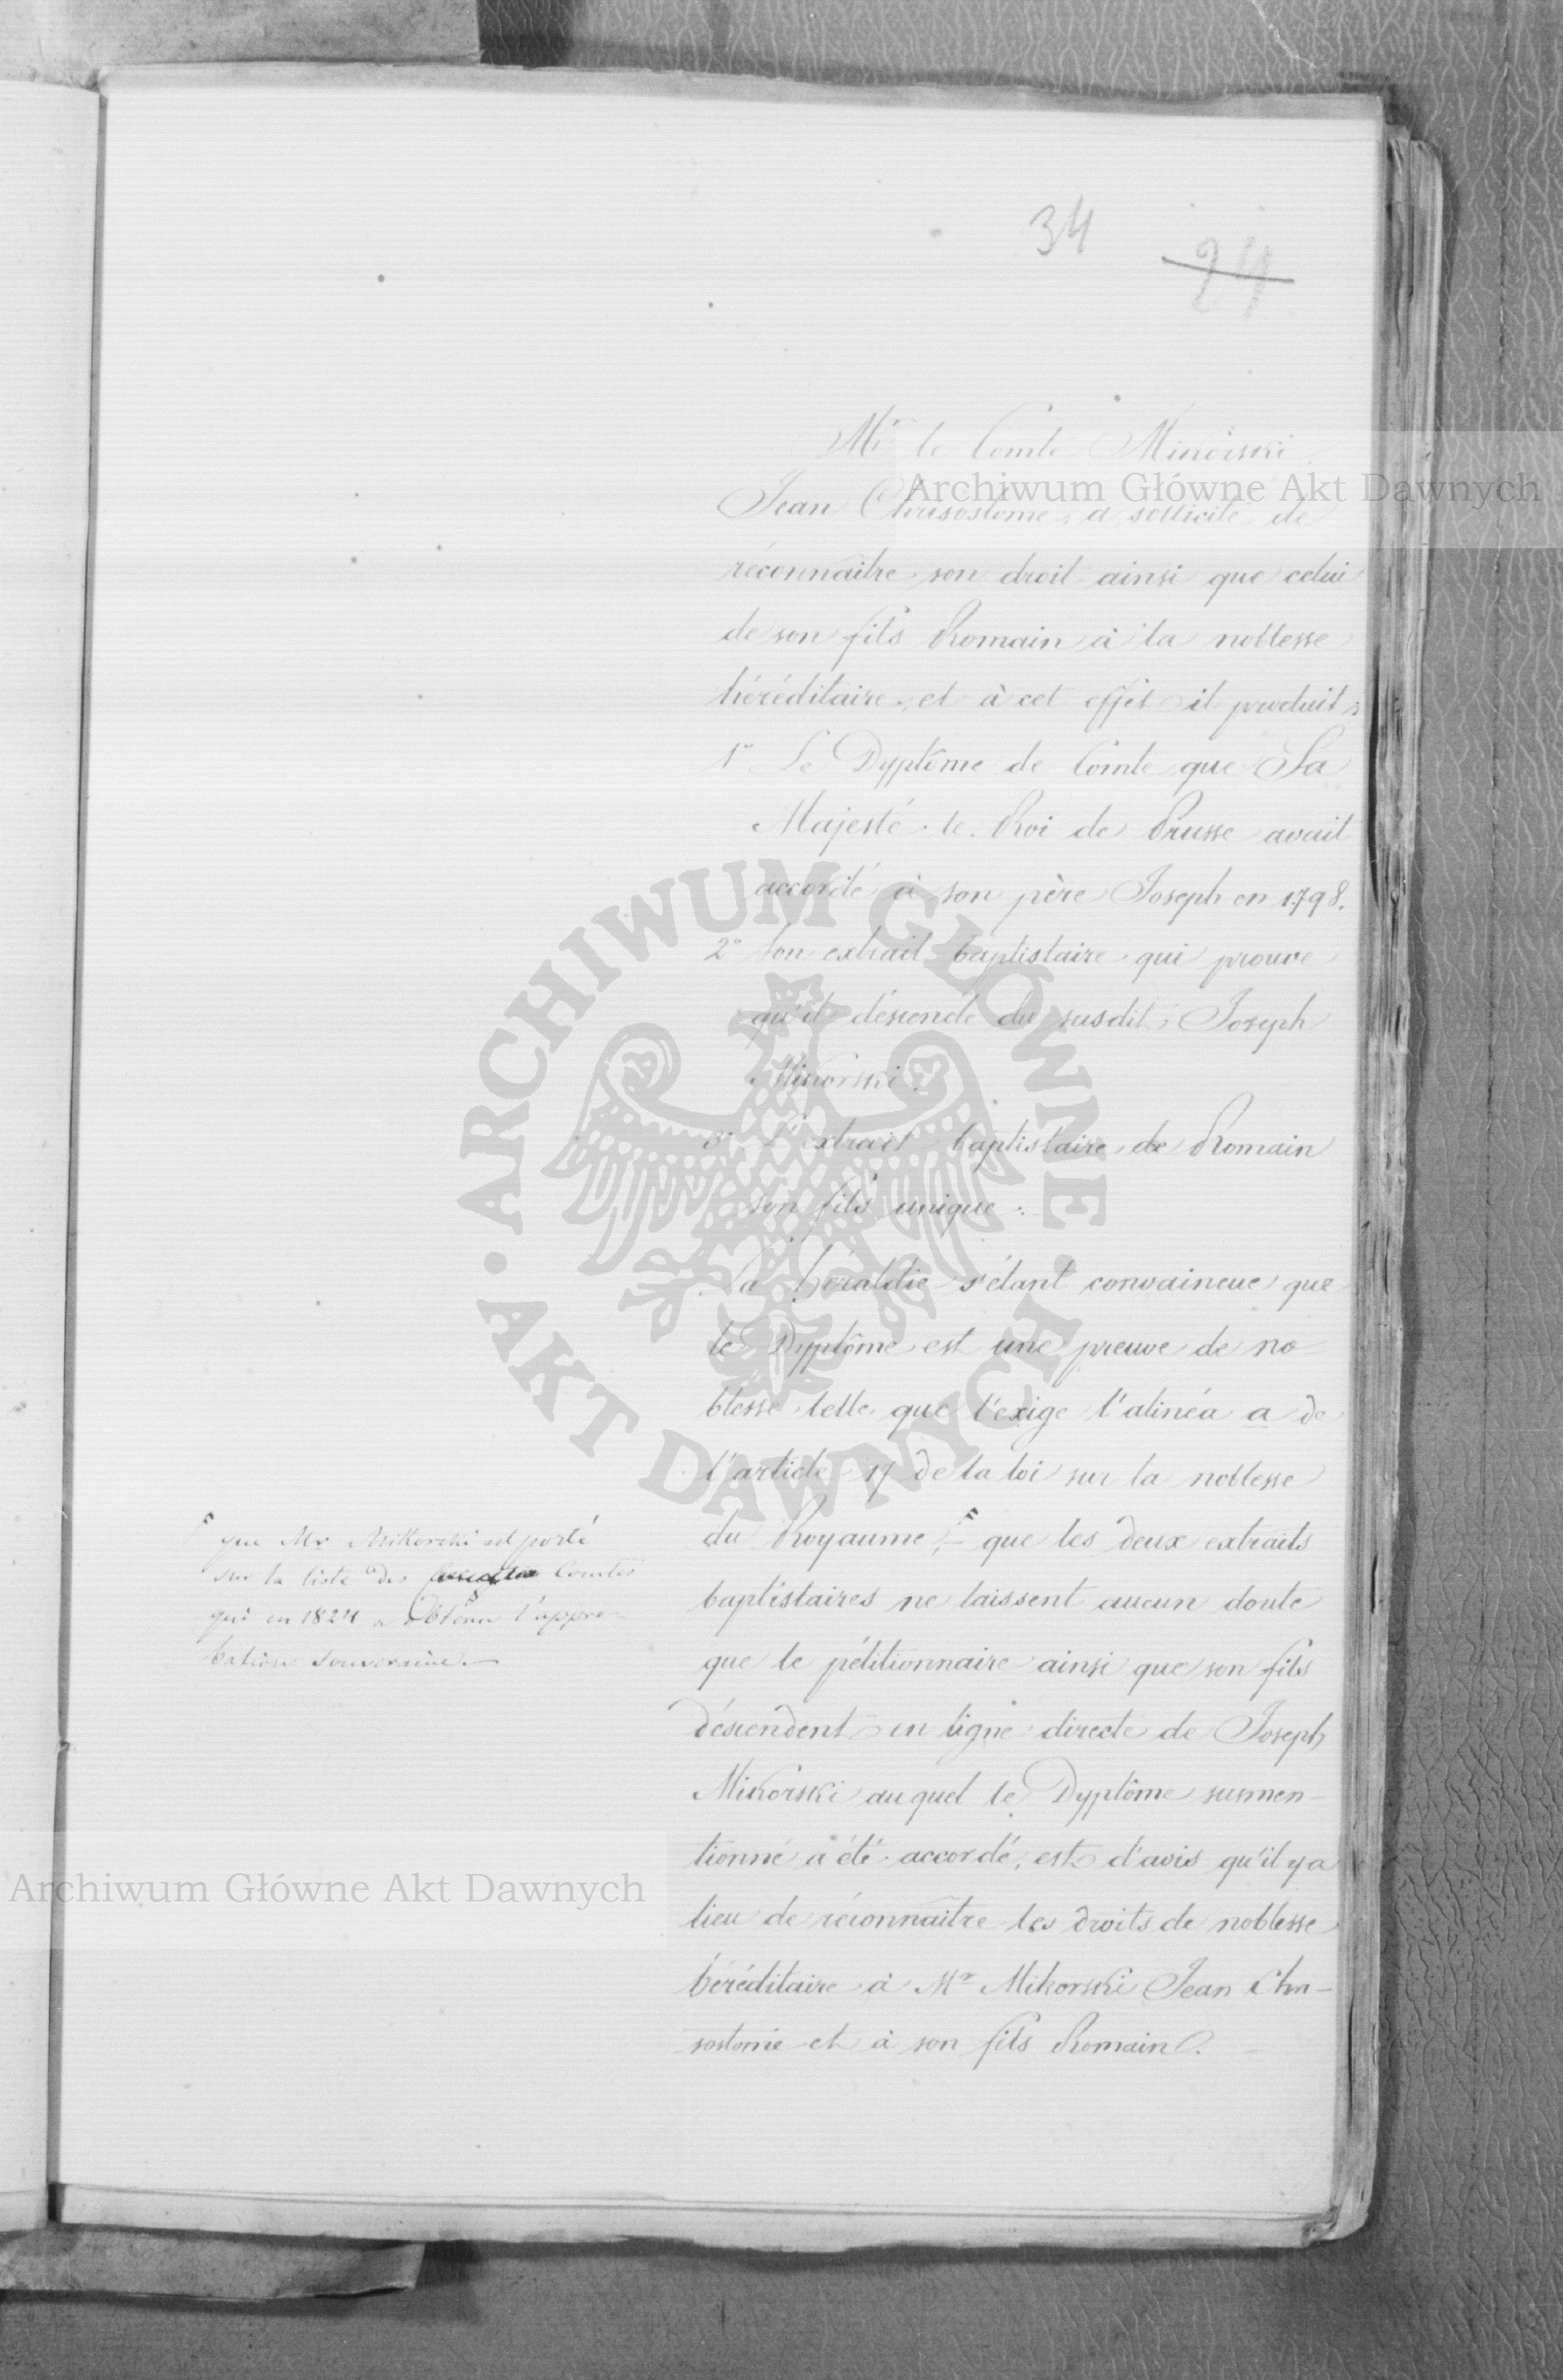 34
24
Mr le Comte Mikorski
Jean Chrisostome, a sollicité de
réconnaître son droit ainsi que celui
de son fils Romain à la noblesse
héréditaire, et à cet effet il produit:
1o Le Dyplôme de Comte que Sa
Majesté le Roi de Prusse avait
accordé à son père Joseph en 1798.
2o Son extrait baptistaire qui prouve
qu'il déscende du susdit Joseph
Mikorski.
3o L'extrait baptistaire de Romain
son fils unique.
La Héraldie s'étant convaincue que
le Dyplôme est une preuve de no-
blesse telle que l'exige l'alinéa a de
l'article 17 de la loi sur la noblesse
du Royaume, que les deux extraits
baptistaires ne laissent aucun doute
que le pétitionnaire ainsi que son fils
déscendent en ligne directe de Joseph
Mikorski auquel le Dyplôme susmen-
tionné a été accordé, est d'avis qu'il y a
lieu de réconnaître les droits de noblesse
héréditaire à Mr Mikorski Jean Chri-
sostome et à son fils Romain.
que Mr Mikorski est porté
sur la liste des Comtes
qui en 1824 a obtenu l'appro-
bation Souveraine.
Archiwum Główne Akt Dawnych
ARCHIWUM GŁÓWNE AKT DAWNYCH
Archiwum Główne Akt Dawnych